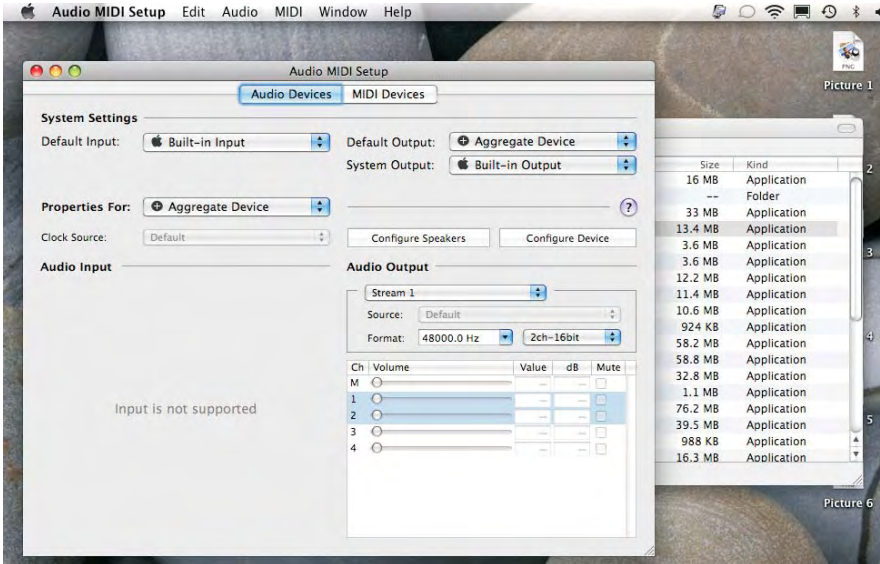 Audio MIDI Setup Edit Audio MIDI Window Help
PNG
Picture 1
Audio MIDI Setup
Audio Devices MIDI Devices
System Settings
Default Input: Built-in Input Default Output: Aggregate Device
System Output: Built-in Output
Properties For: Aggregate Device ?
Clock Source: Default Configure Speakers Configure Device
Audio Input Audio Output
Stream 1
Source: Default
Format: 48000.0 Hz 2ch-16bit
Ch Volume Value dB Mute
M
1
2
3
4
Input is not supported
Size Kind
16 MB Application
-- Folder
33 MB Application
13.4 MB Application
3.6 MB Application
3.6 MB Application
12.2 MB Application
11.4 MB Application
10.6 MB Application
924 KB Application
58.2 MB Application
58.8 MB Application
32.8 MB Application
1.1 MB Application
76.2 MB Application
39.5 MB Application
988 KB Application
16.3 MB Application
2
3
4
5
Picture 6